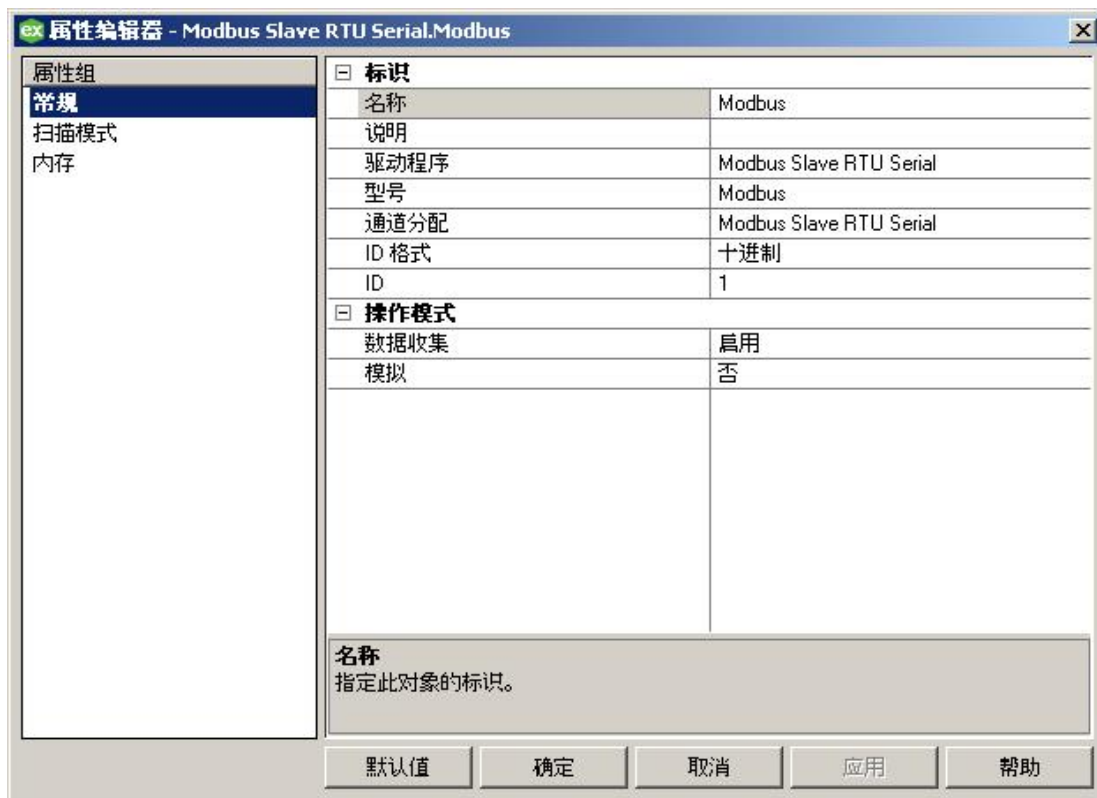 ex 属性编辑器 - Modbus Slave RTU Serial.Modbus
属性组
常规
扫描模式
内存
标识
名称 Modbus
说明
驱动程序 Modbus Slave RTU Serial
型号 Modbus
通道分配 Modbus Slave RTU Serial
ID 格式 十进制
ID 1
操作模式
数据收集 启用
模拟 否
名称
指定此对象的标识。
默认值 确定 取消 应用 帮助